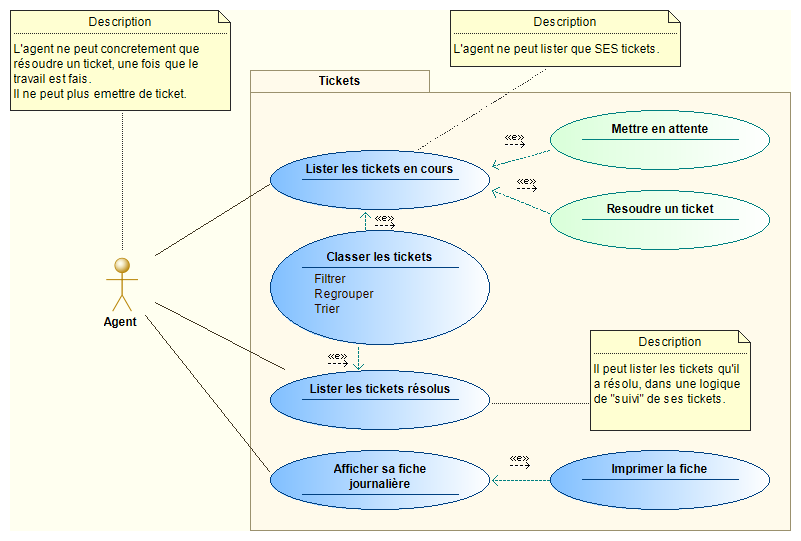 Description
L'agent ne peut concretement que
résoudre un ticket, une fois que le
travail est fais.
Il ne peut plus emettre de ticket.
Description
L'agent ne peut lister que SES tickets.
Tickets
Lister les tickets en cours
«e»
Mettre en attente
«e»
Resoudre un ticket
«e»
Classer les tickets
Filtrer
Regrouper
Trier
Agent
«e»
Lister les tickets résolus
Description
Il peut lister les tickets qu'il
a résolu, dans une logique
de "suivi" de ses tickets.
Afficher sa fiche
journalière
«e»
Imprimer la fiche